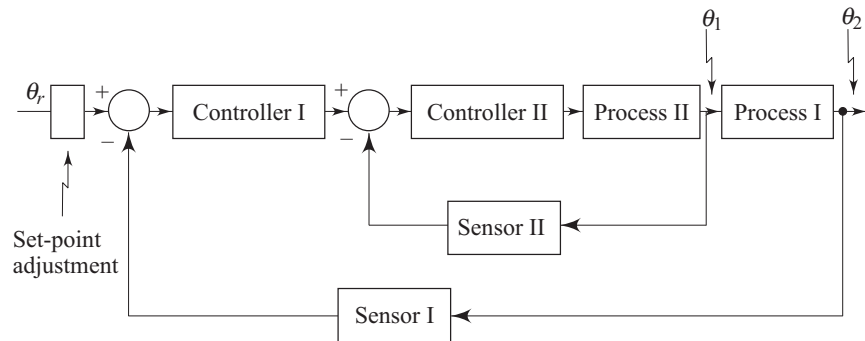 θ1
θ2
θr
+
−
Controller I
+
−
Controller II
Process II
Process I
Sensor II
Set-point
adjustment
Sensor I